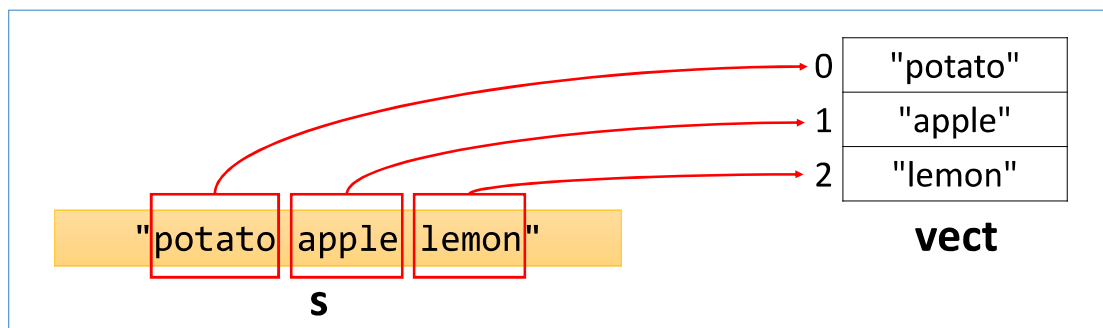 0 "potato"
1 "apple"
2 "lemon"
vect
"potato apple lemon"
s